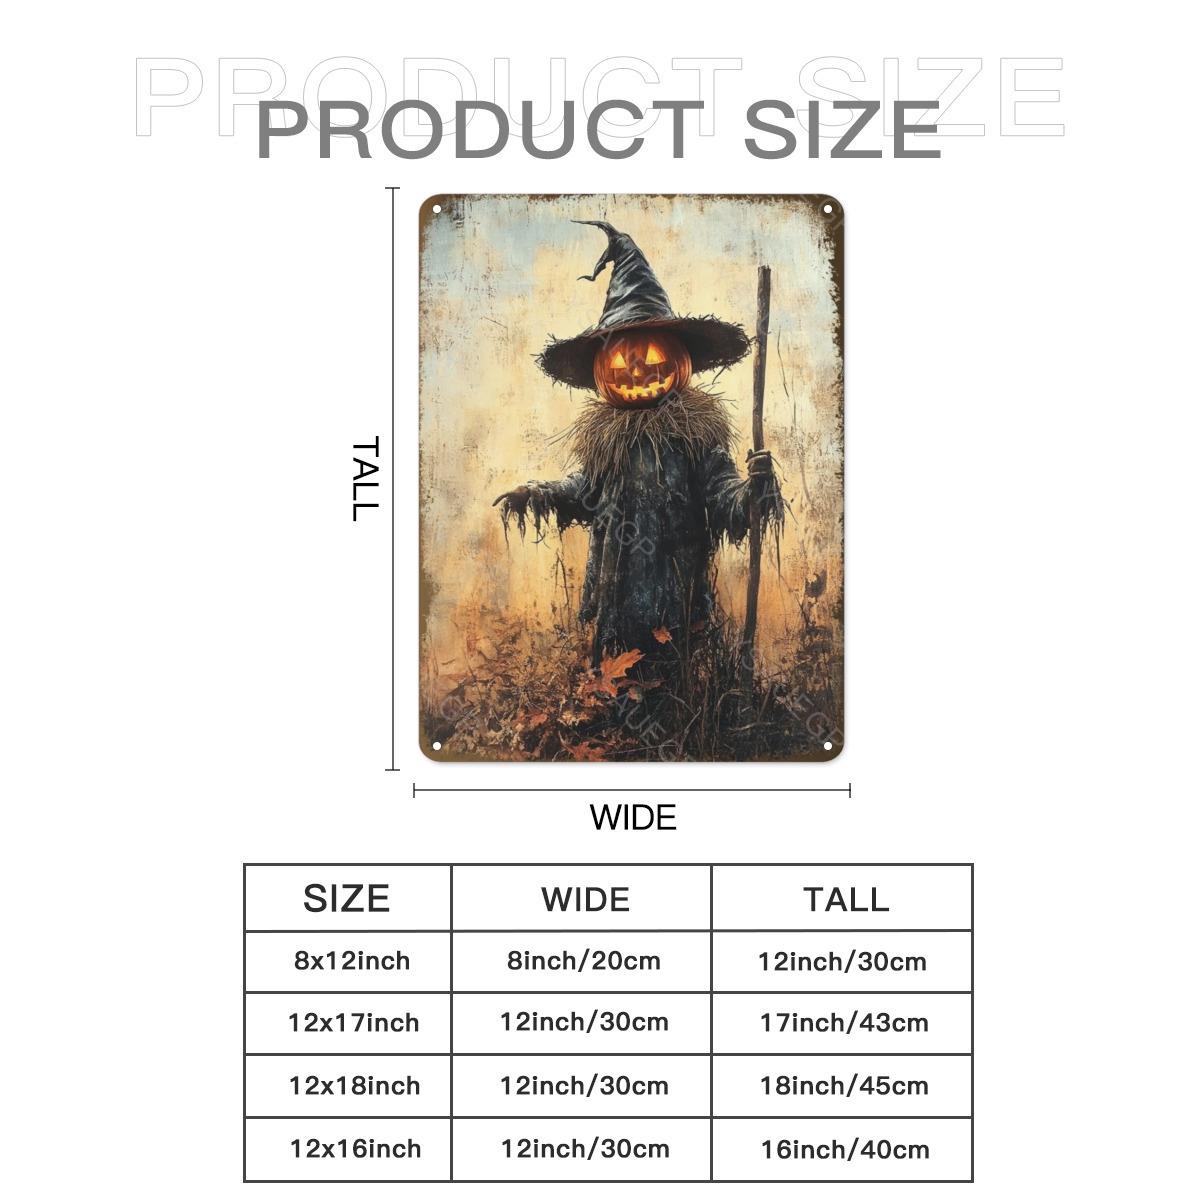 PRODUCT SIZE
PRODUCT SIZE
TALL
WIDE
SIZE WIDE TALL
8x12inch 8inch/20cm 12inch/30cm
12x17inch 12inch/30cm 17inch/43cm
12x18inch 12inch/30cm 18inch/45cm
12x16inch 12inch/30cm 16inch/40cm